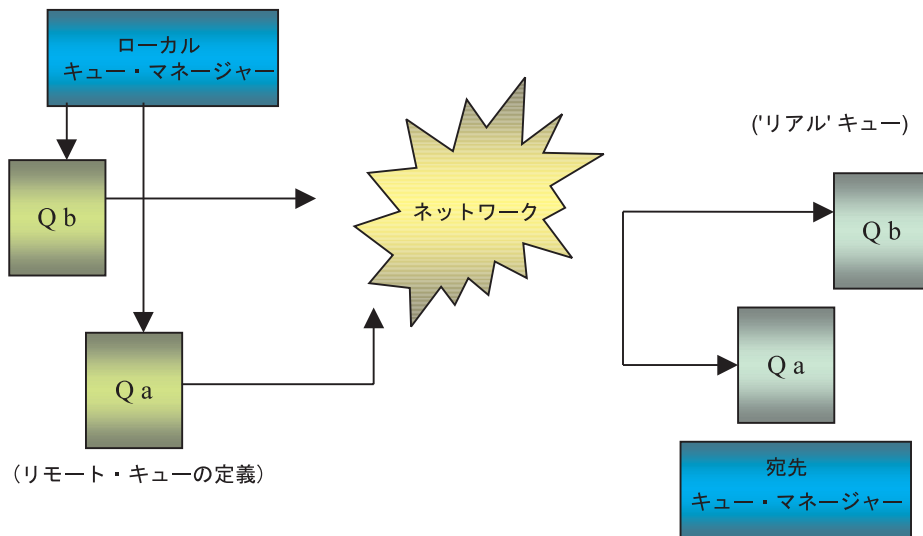 ローカル
キュー・マネージャー
('リアル' キュー)
ネットワーク
Q b
Q b
Q a
Q a
(リモート・キューの定義)
宛先
キュー・マネージャー